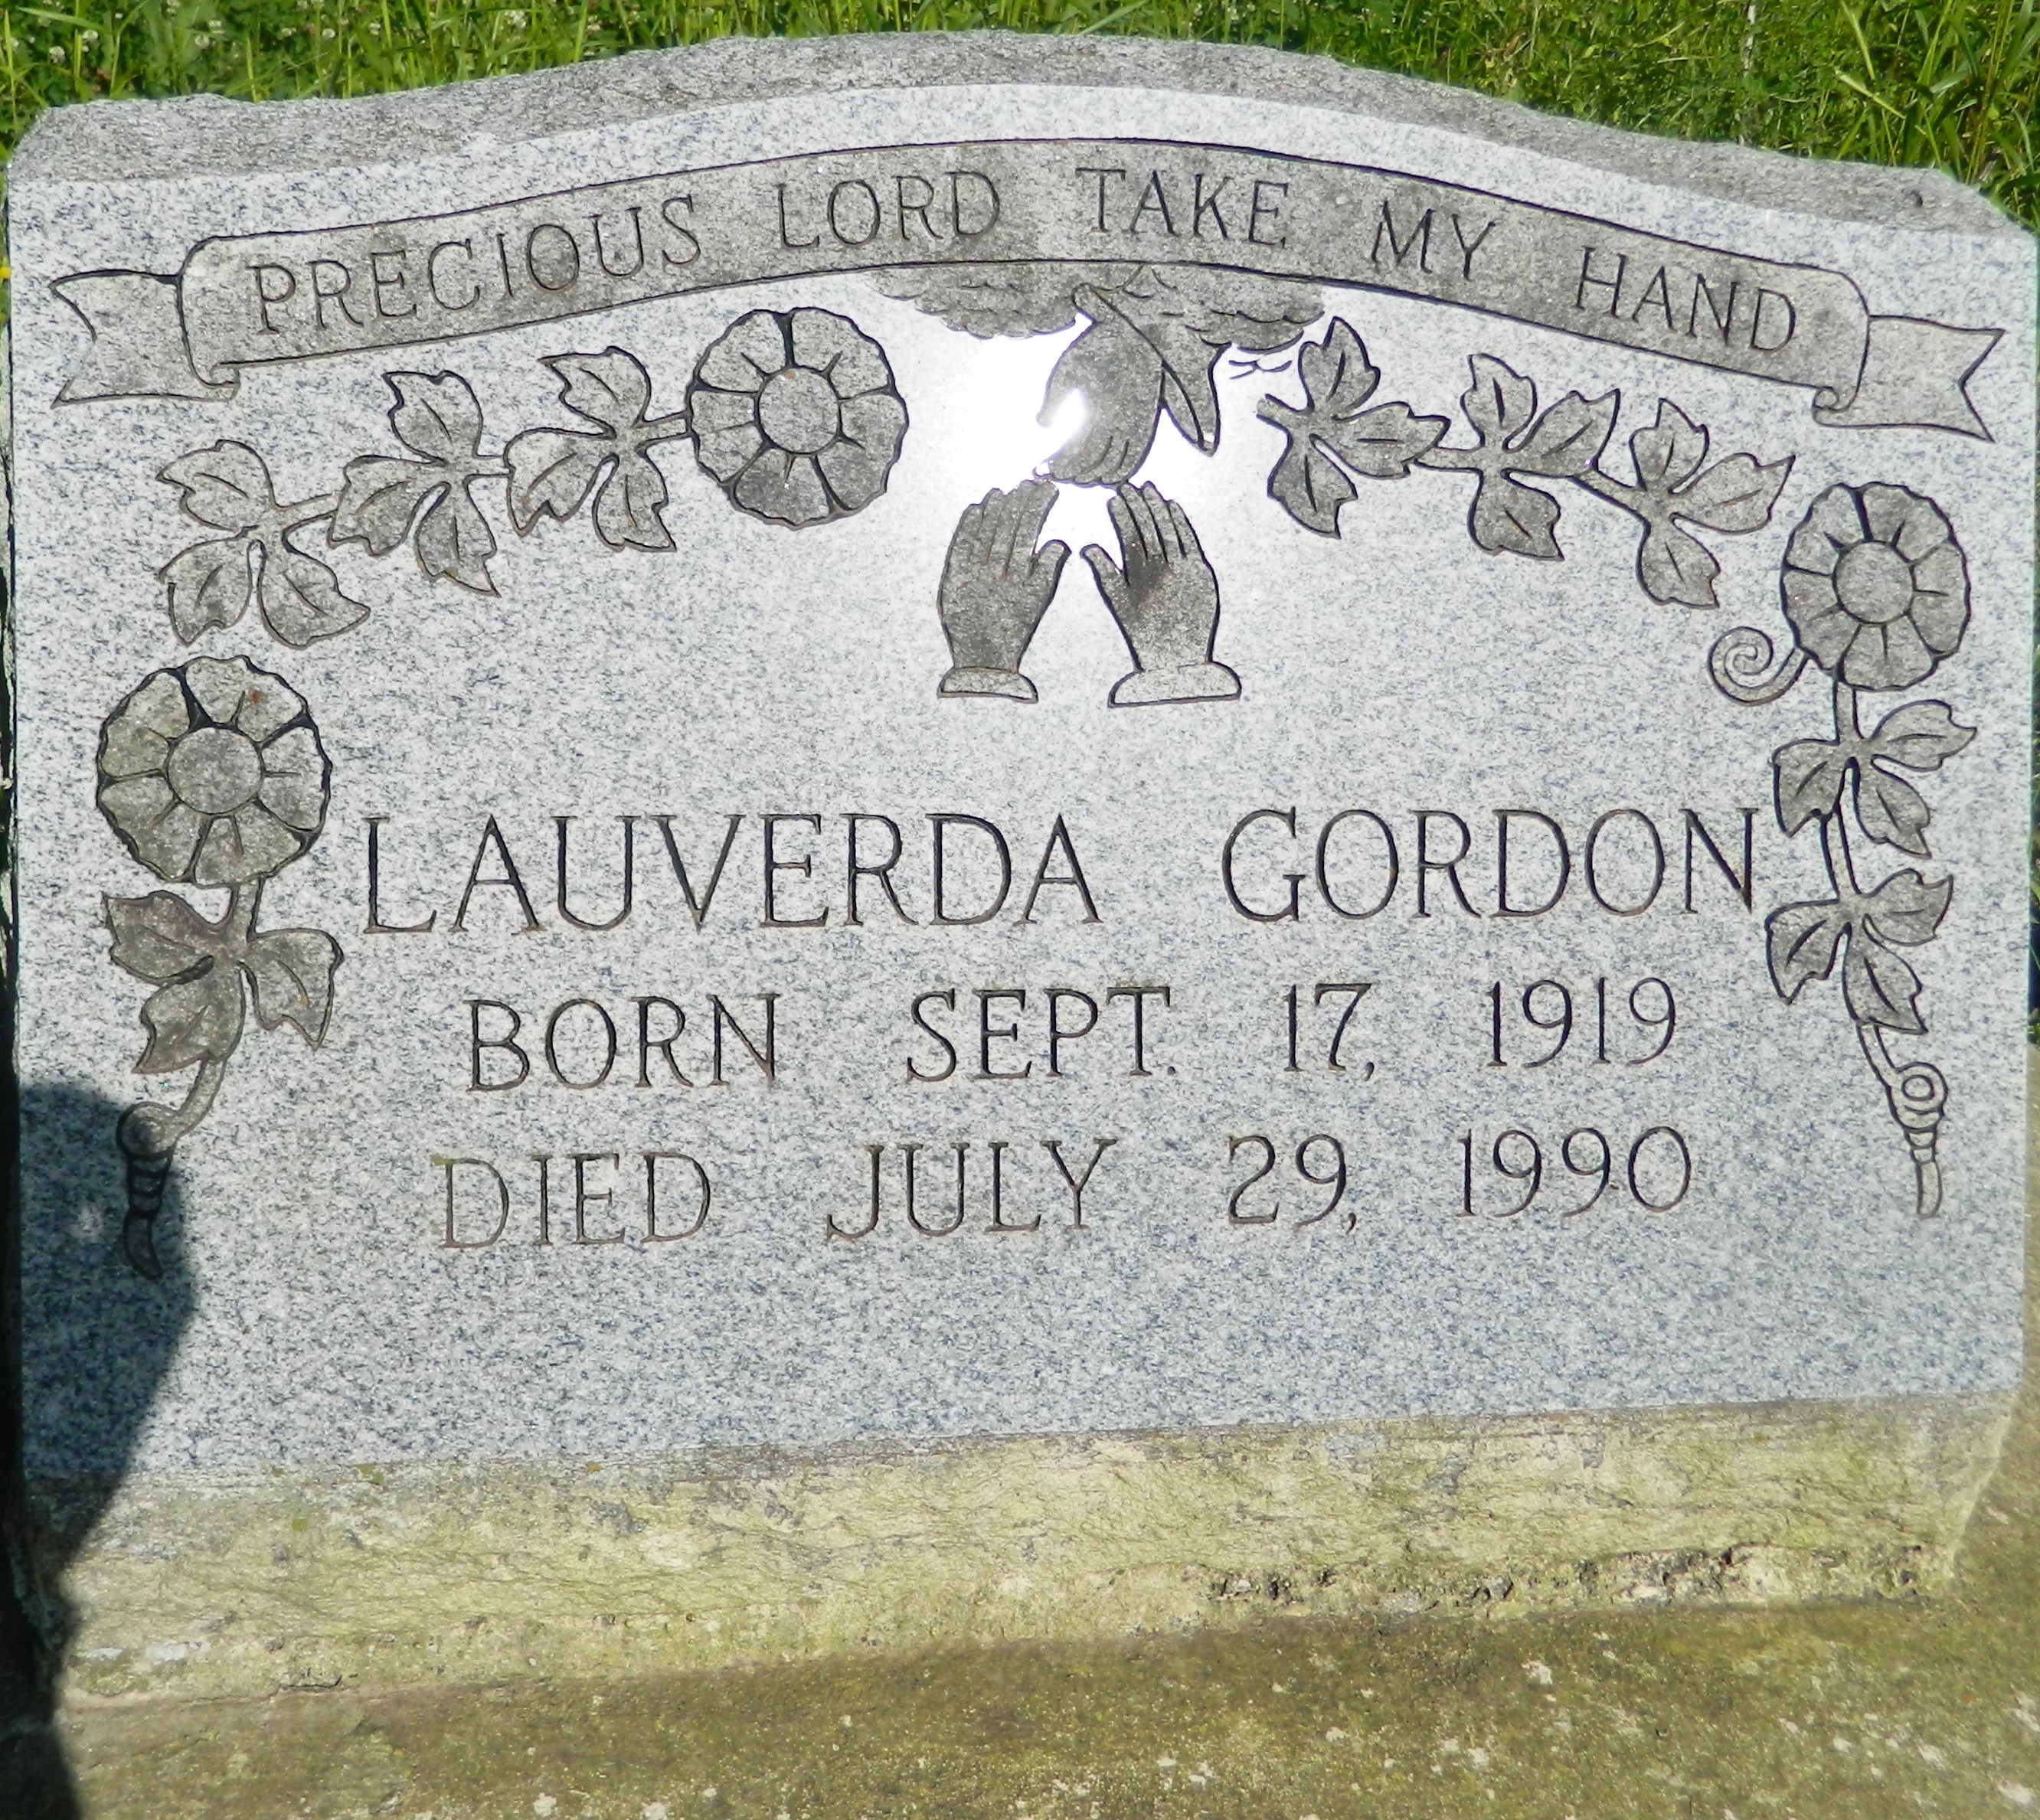 PRECIOUS LORD TAKE MY HAND
LAUVERDA GORDON
BORN SEPT. 17, 1919
DIED JULY 29, 1990